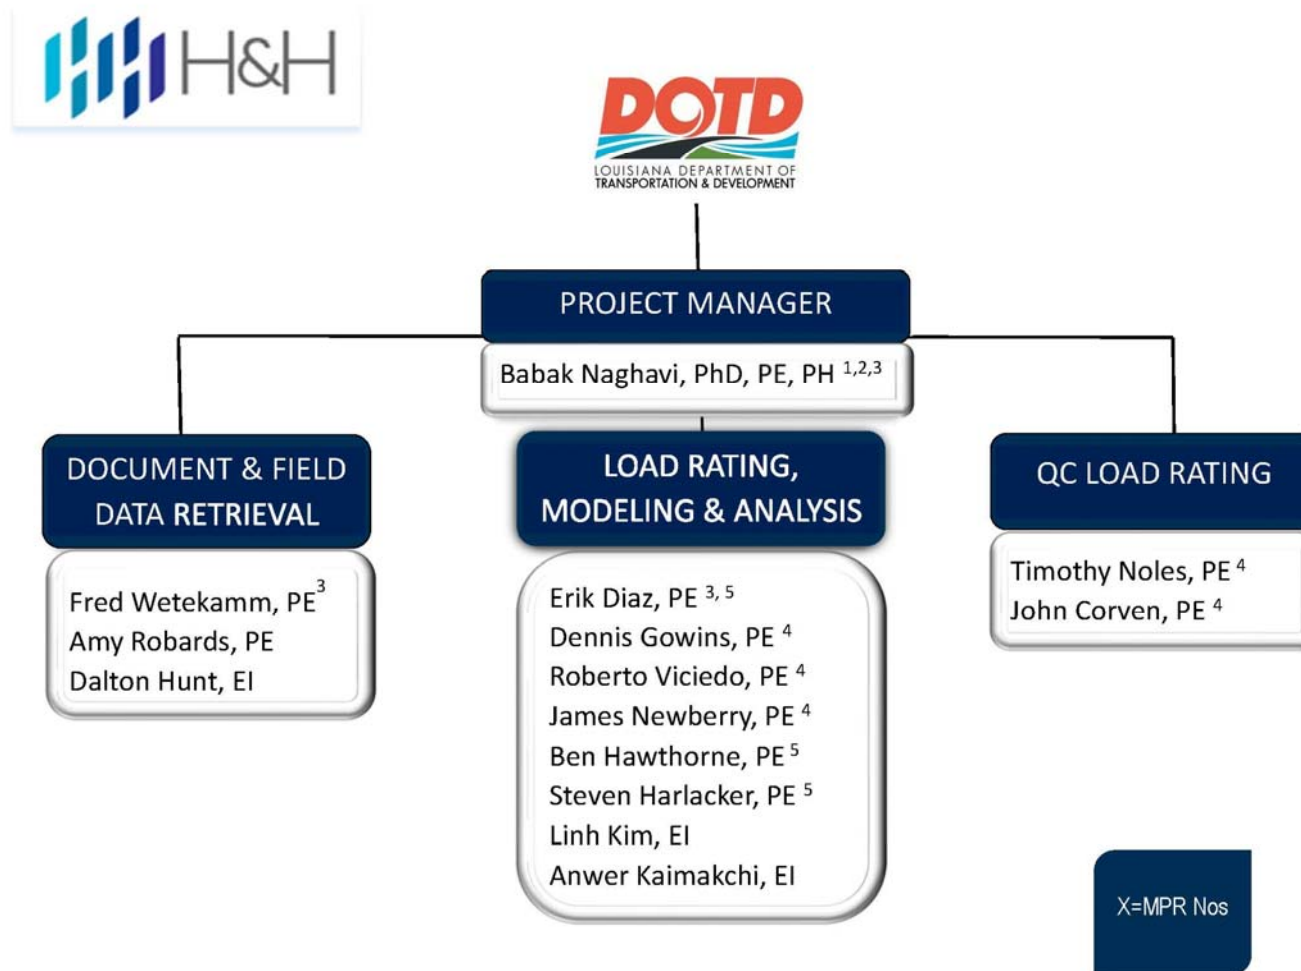 H&H
DOTD
LOUISIANA DEPARTMENT OF
TRANSPORTATION & DEVELOPMENT
PROJECT MANAGER
Babak Naghavi, PhD, PE, PH 1,2,3
DOCUMENT & FIELD
DATA RETRIEVAL
Fred Wetekamm, PE 3
Amy Robards, PE
Dalton Hunt, EI
LOAD RATING,
MODELING & ANALYSIS
Erik Diaz, PE 3, 5
Dennis Gowins, PE 4
Roberto Viciedo, PE 4
James Newberry, PE 4
Ben Hawthorne, PE 5
Steven Harlacker, PE 5
Linh Kim, EI
Anwer Kaimakchi, EI
QC LOAD RATING
Timothy Noles, PE 4
John Corven, PE 4
X=MPR Nos